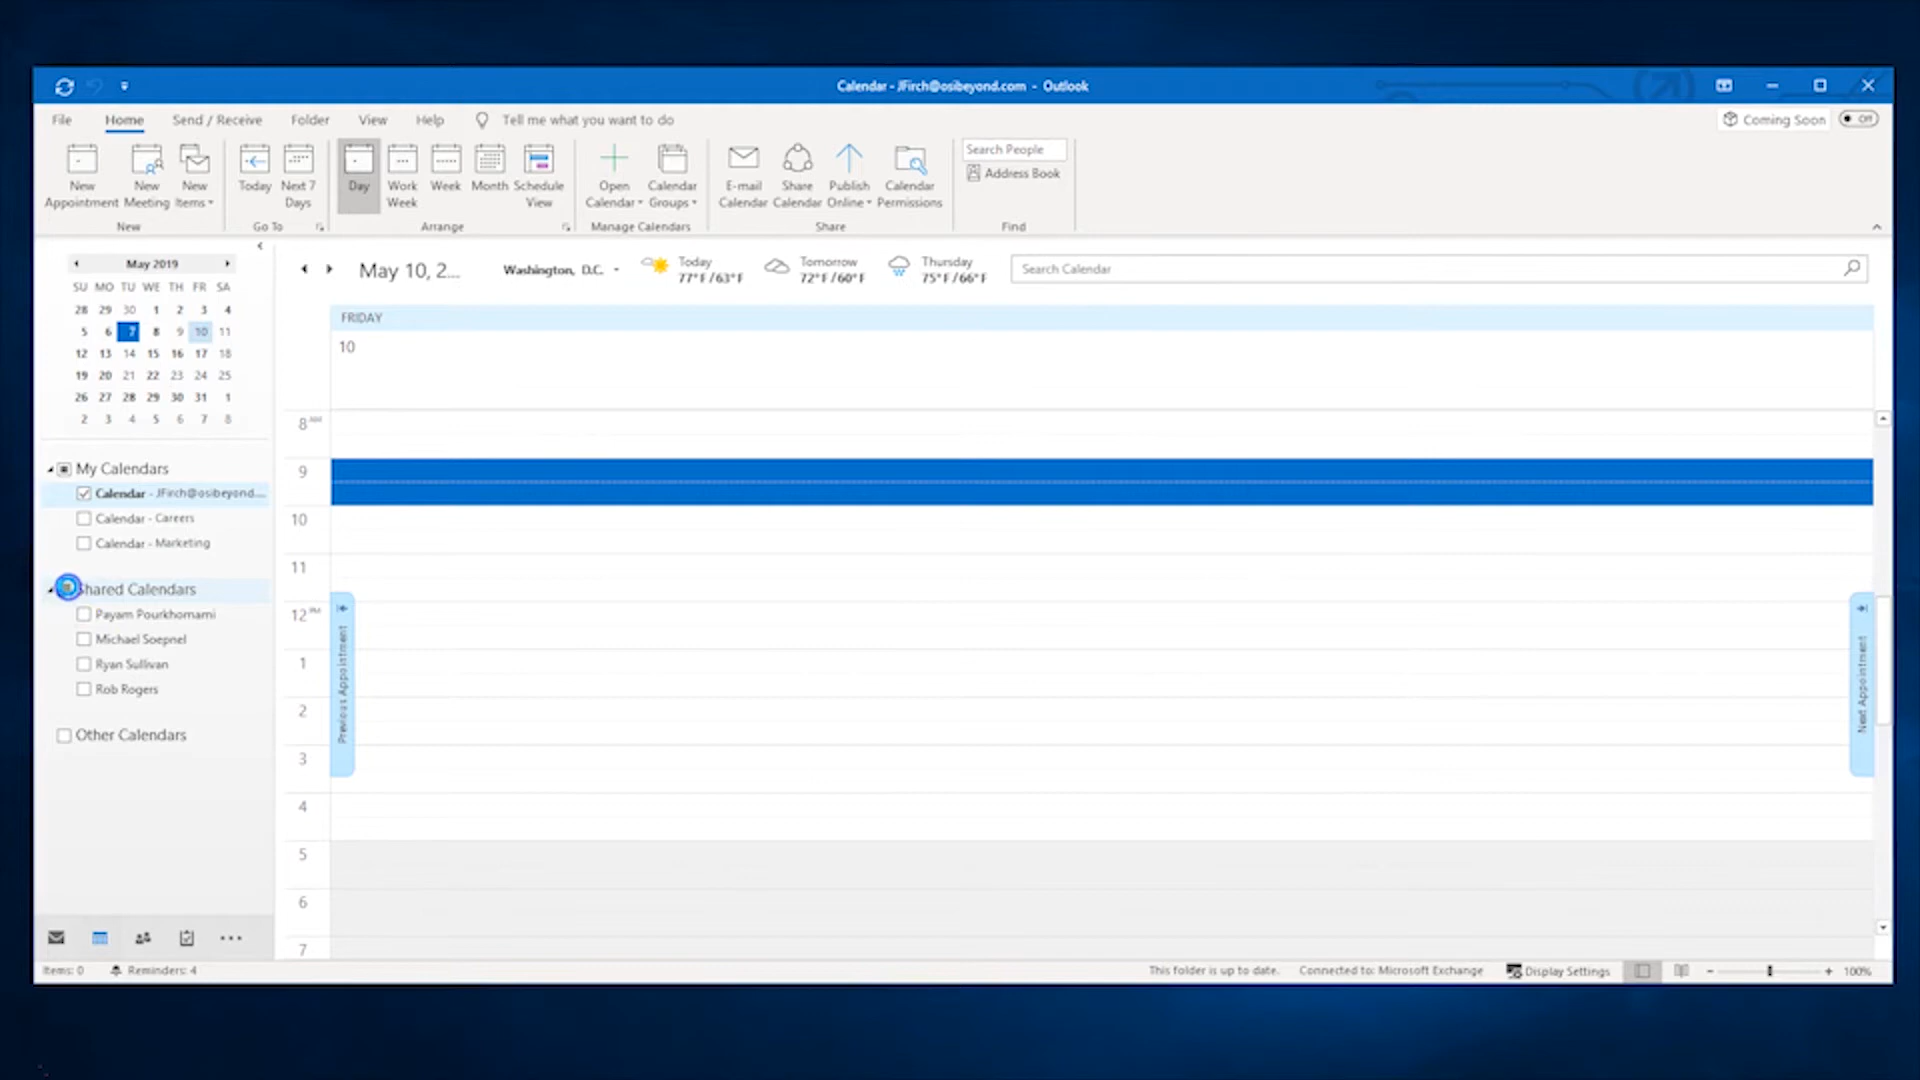 Calendar - JFirch@osibeyond.com - Outlook
File Home Send / Receive Folder View Help Tell me what you want to do Coming Soon Off
New Appointment
New Meeting
New Items
Today
Next 7 Days
Day
Work Week
Week
Month
Schedule View
Open Calendar
Calendar Groups
E-mail Calendar
Share Calendar
Publish Online
Calendar Permissions
Search People
Address Book
New Go To Arrange Manage Calendars Share Find
May 2019
SU MO TU WE TH FR SA
28 29 30 1 2 3 4
5 6 7 8 9 10 11
12 13 14 15 16 17 18
19 20 21 22 23 24 25
26 27 28 29 30 31 1
2 3 4 5 6 7 8
My Calendars
Calendar - JFirch@osibeyond....
Calendar - Careers
Calendar - Marketing
hared Calendars
Payam Pourkhomami
Michael Soepnel
Ryan Sullivan
Rob Rogers
Other Calendars
May 10, 2...
Washington, D.C.
Today
77°F/63°F
Tomorrow
72°F/60°F
Thursday
75°F/66°F
Search Calendar
FRIDAY
10
8 AM
9
10
11
12 PM
1
2
3
4
5
6
7
Previous Appointment
Next Appointment
Items: 0 Reminders: 4
This folder is up to date. Connected to: Microsoft Exchange Display Settings 100%